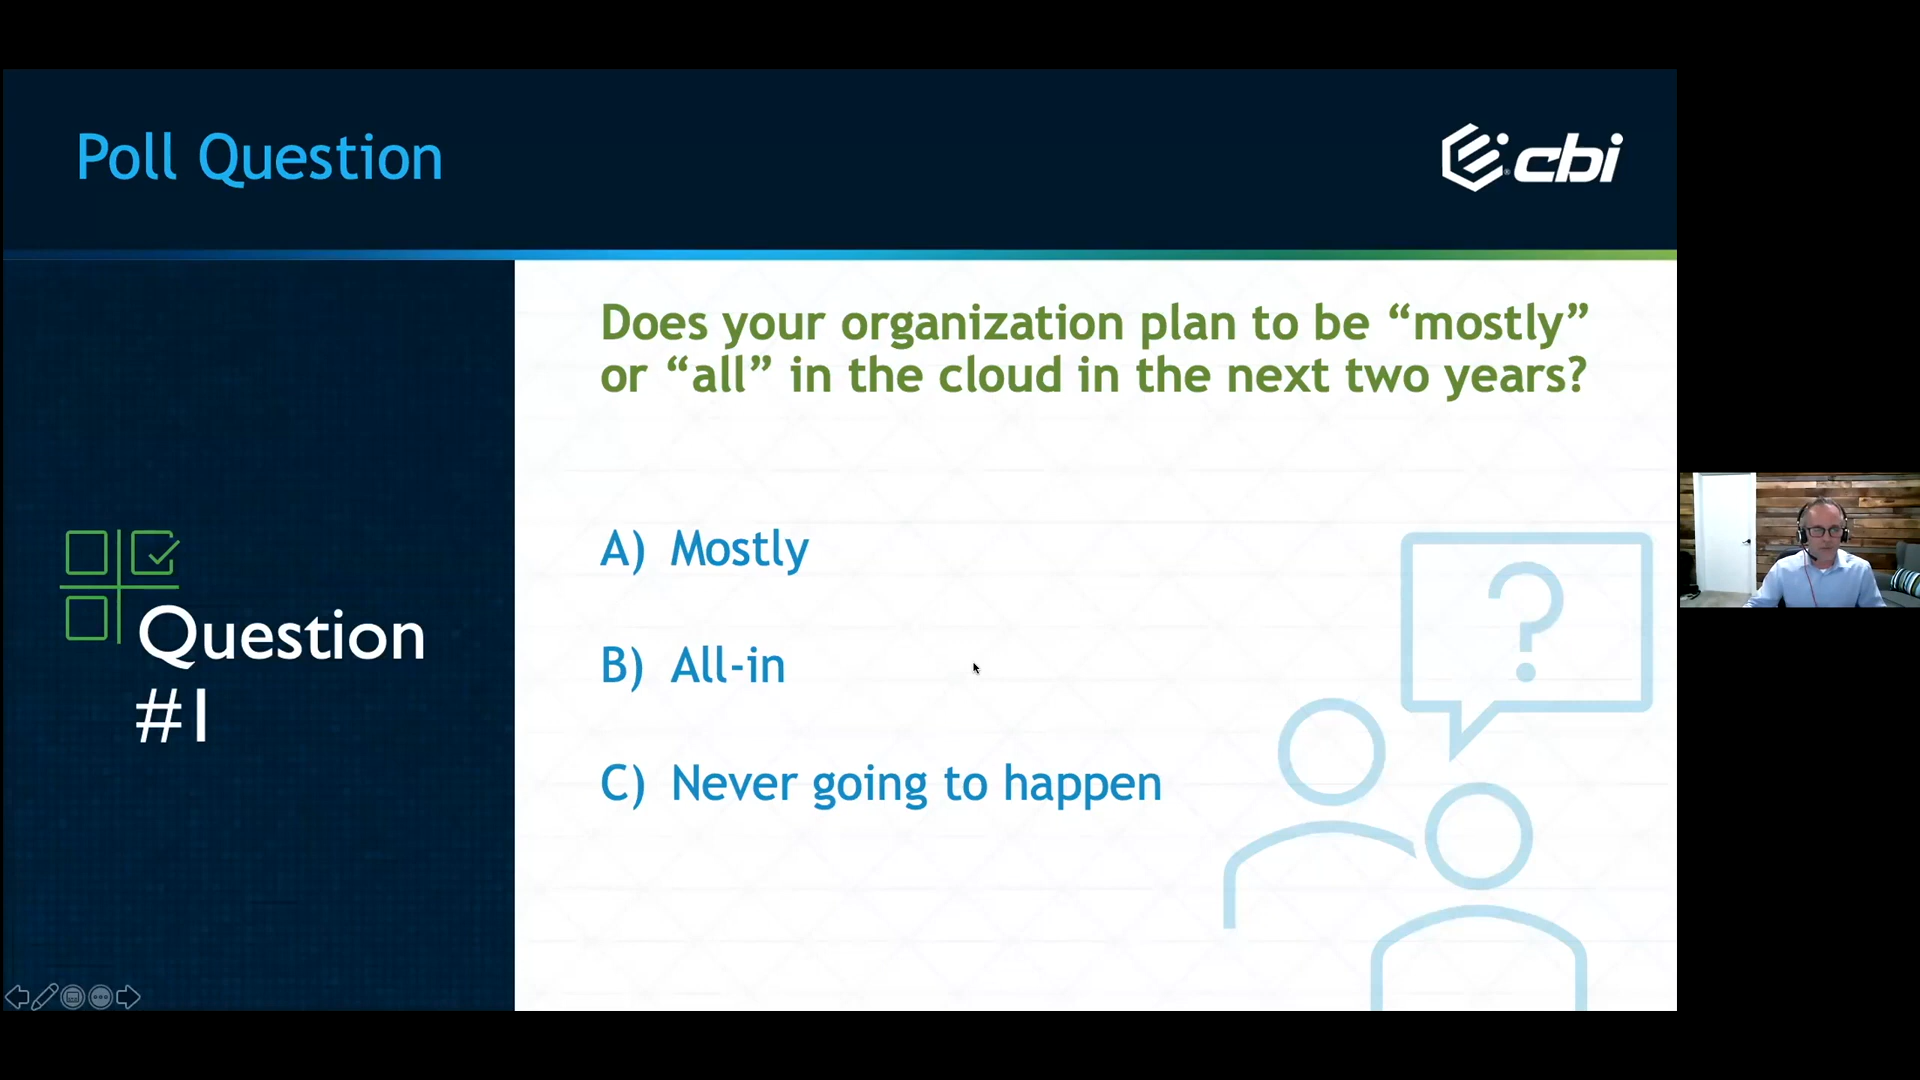 Poll Question
cbi
Does your organization plan to be “mostly”
or “all” in the cloud in the next two years?
Question
#1
A) Mostly
B) All-in
C) Never going to happen
?